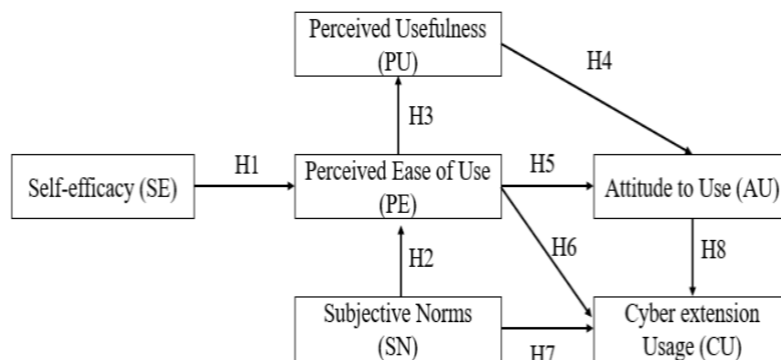 Perceived Usefulness
(PU)
H4
H3
H1
Self-efficacy (SE)
Perceived Ease of Use
(PE)
H5
Attitude to Use (AU)
H2
H6
H8
Subjective Norms
(SN)
H7
Cyber extension
Usage (CU)